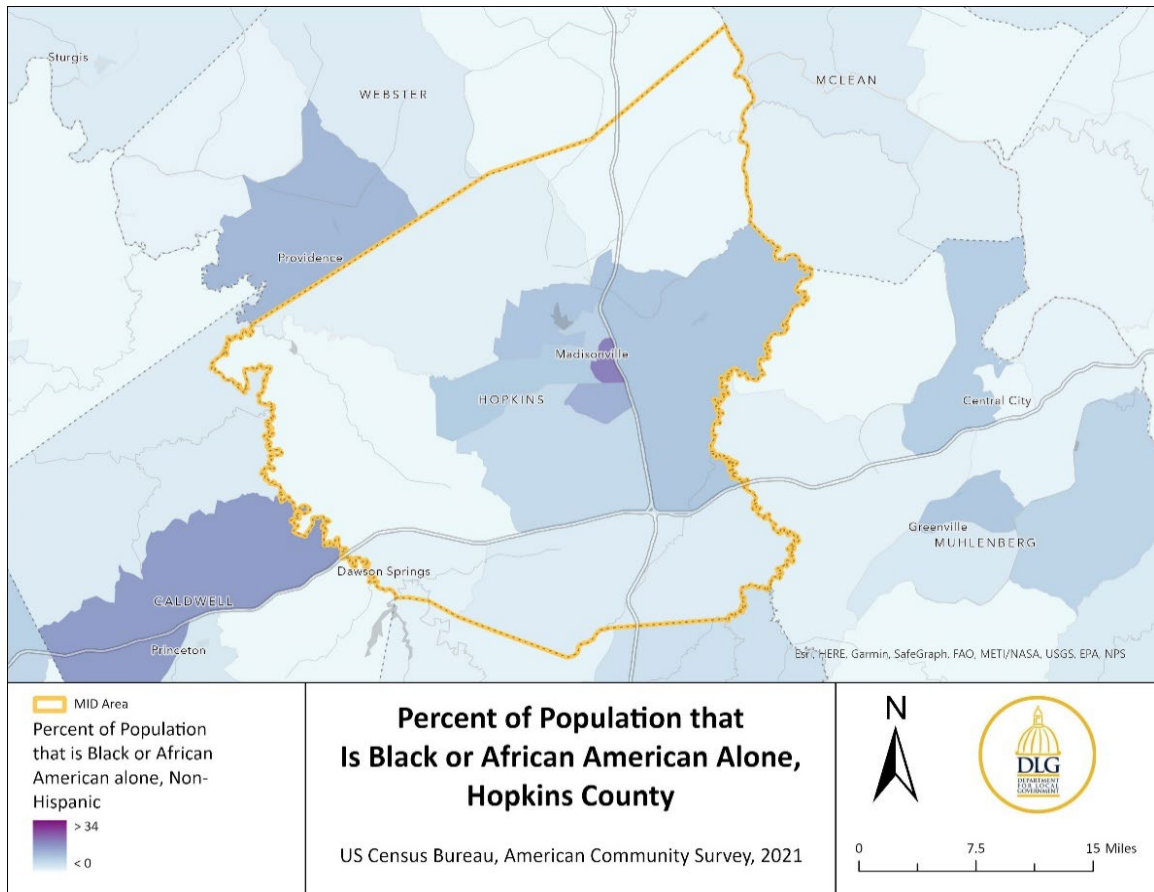 Sturgis
WEBSTER
MCLEAN
Providence
Madisonville
HOPKINS
Central City
Greenville
MUHLENBERG
Dawson Springs
CALDWELL
Princeton
Esri, HERE, Garmin, SafeGraph, FAO, METI/NASA, USGS, EPA, NPS
MID Area
Percent of Population
that is Black or African
American alone, Non-
Hispanic
> 34
< 0
Percent of Population that
Is Black or African American Alone,
Hopkins County
US Census Bureau, American Community Survey, 2021
N
DLG
DEPARTMENT
FOR LOCAL
GOVERNMENT
0 7.5 15 Miles